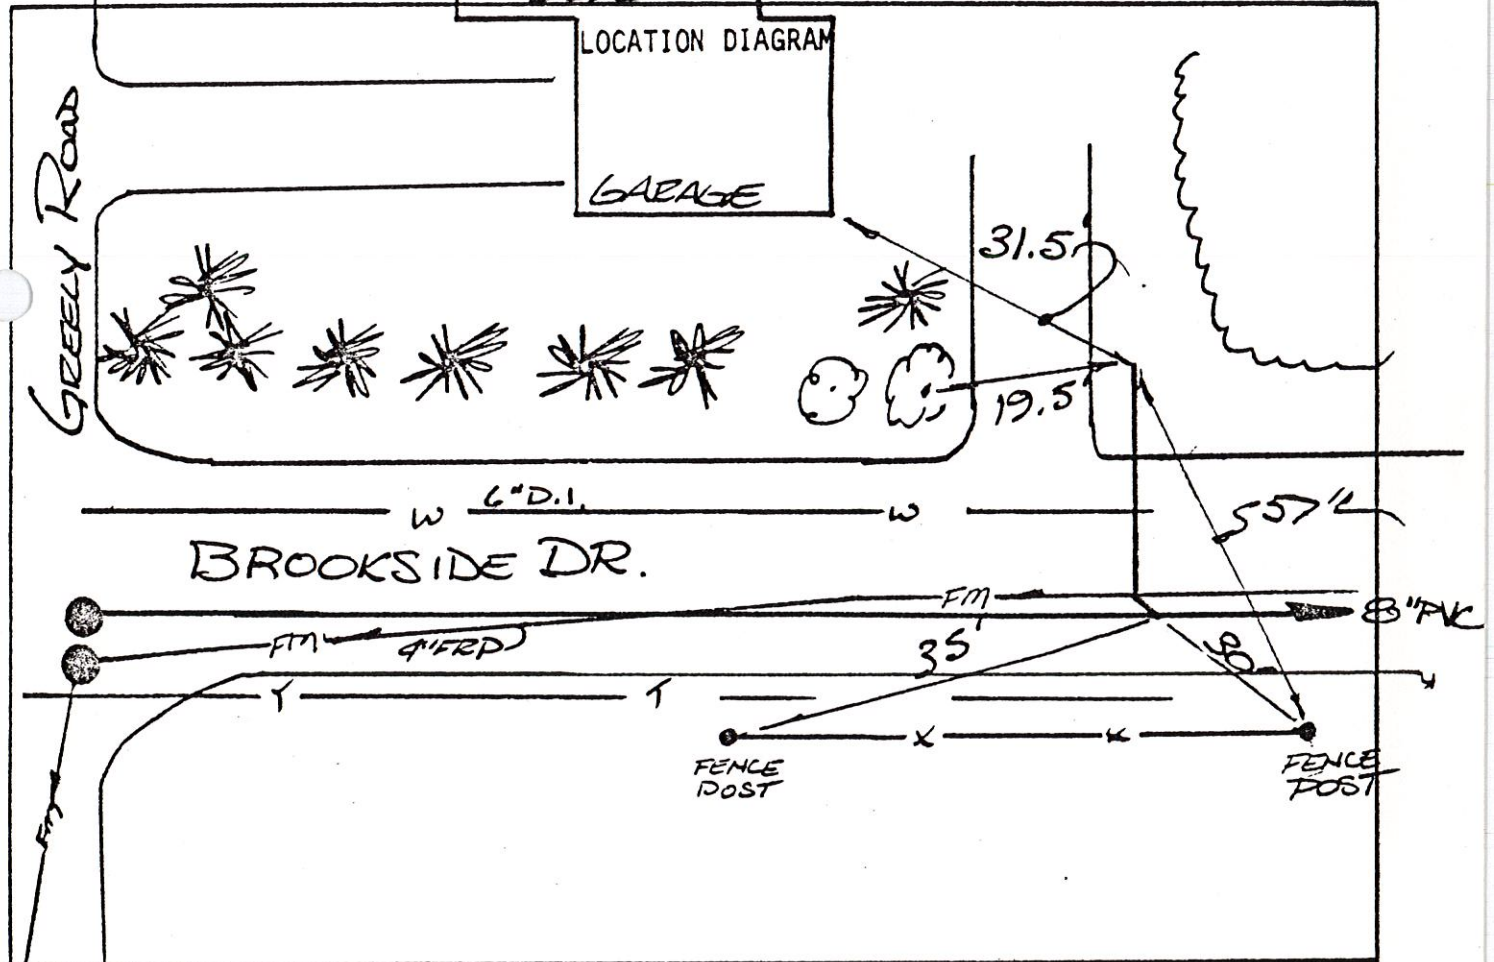 LOCATION DIAGRAM
GARAGE
GREELY ROAD
31.5'
19.5'
57'
W 6"D.I. W
BROOKSIDE DR.
FM
8"PVC
FM 4"FRP
35'
T
X X
FENCE
POST
FENCE
POST
FM